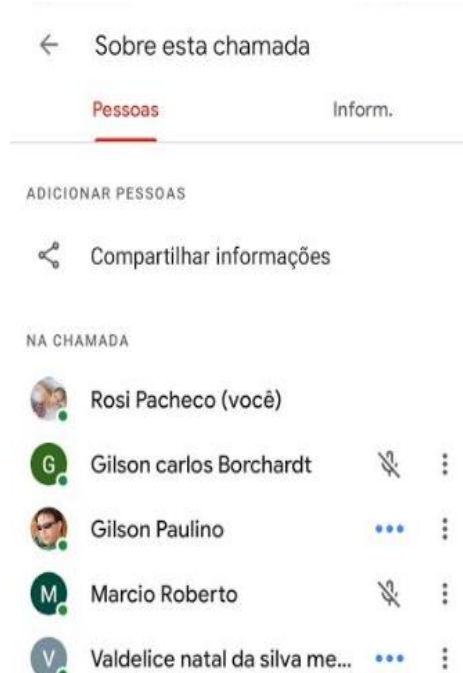 Sobre esta chamada
Pessoas Inform.
ADICIONAR PESSOAS
Compartilhar informações
NA CHAMADA
Rosi Pacheco (você)
G Gilson carlos Borchardt
Gilson Paulino
M Marcio Roberto
V Valdelice natal da silva me...